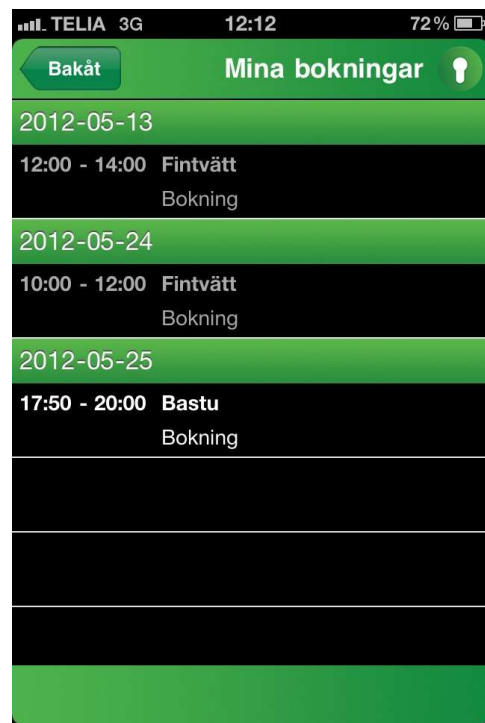 TELIA 3G 12:12 72%
Bakåt Mina bokningar
2012-05-13
12:00 - 14:00 Fintvätt
Bokning
2012-05-24
10:00 - 12:00 Fintvätt
Bokning
2012-05-25
17:50 - 20:00 Bastu
Bokning